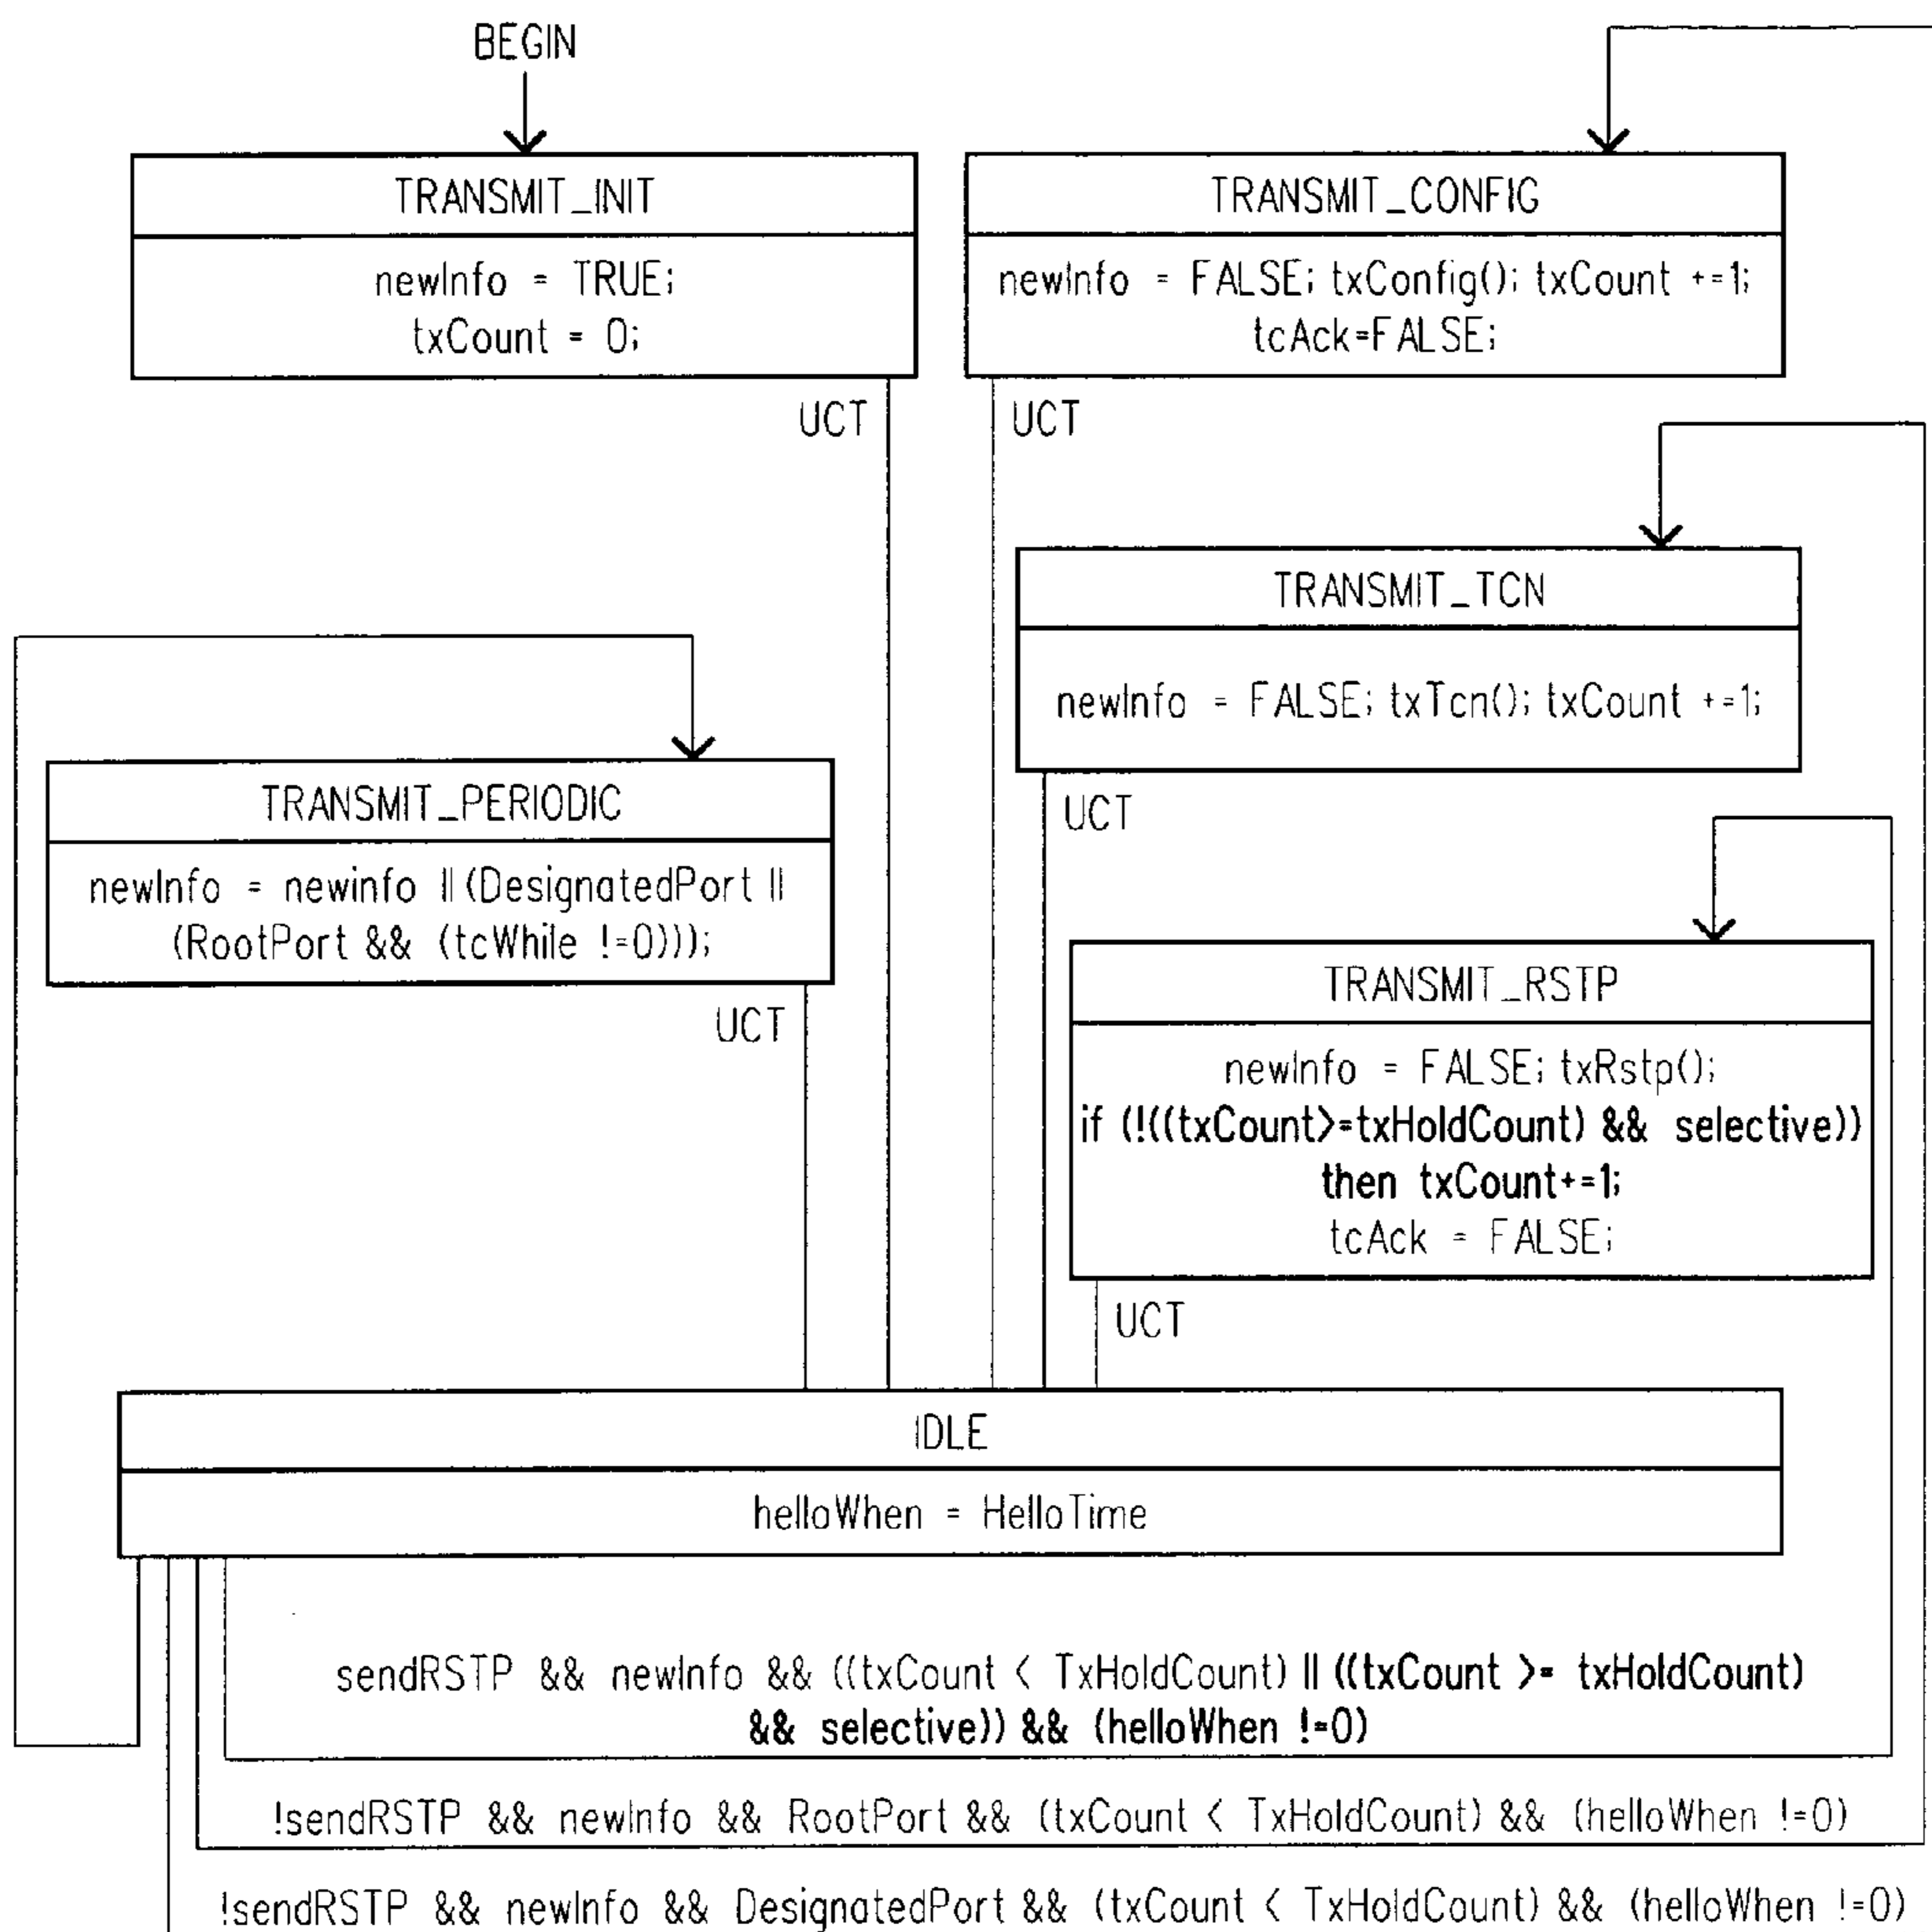 BEGIN
TRANSMIT_INIT
newInfo = TRUE;
txCount = 0;
UCT
TRANSMIT_CONFIG
newInfo = FALSE; txConfig(); txCount +=1;
tcAck=FALSE;
UCT
TRANSMIT_TCN
newInfo = FALSE; txTcn(); txCount +=1;
UCT
TRANSMIT_PERIODIC
newInfo = newinfo || (DesignatedPort ||
(RootPort && (tcWhile !=0)));
UCT
TRANSMIT_RSTP
newInfo = FALSE; txRstp();
if (!((txCount>=txHoldCount) && selective))
then txCount+=1;
tcAck = FALSE;
UCT
IDLE
helloWhen = HelloTime
sendRSTP && newInfo && ((txCount < TxHoldCount) || ((txCount >= txHoldCount)
&& selective)) && (helloWhen !=0)
!sendRSTP && newInfo && RootPort && (txCount < TxHoldCount) && (helloWhen !=0)
!sendRSTP && newInfo && DesignatedPort && (txCount < TxHoldCount) && (helloWhen !=0)